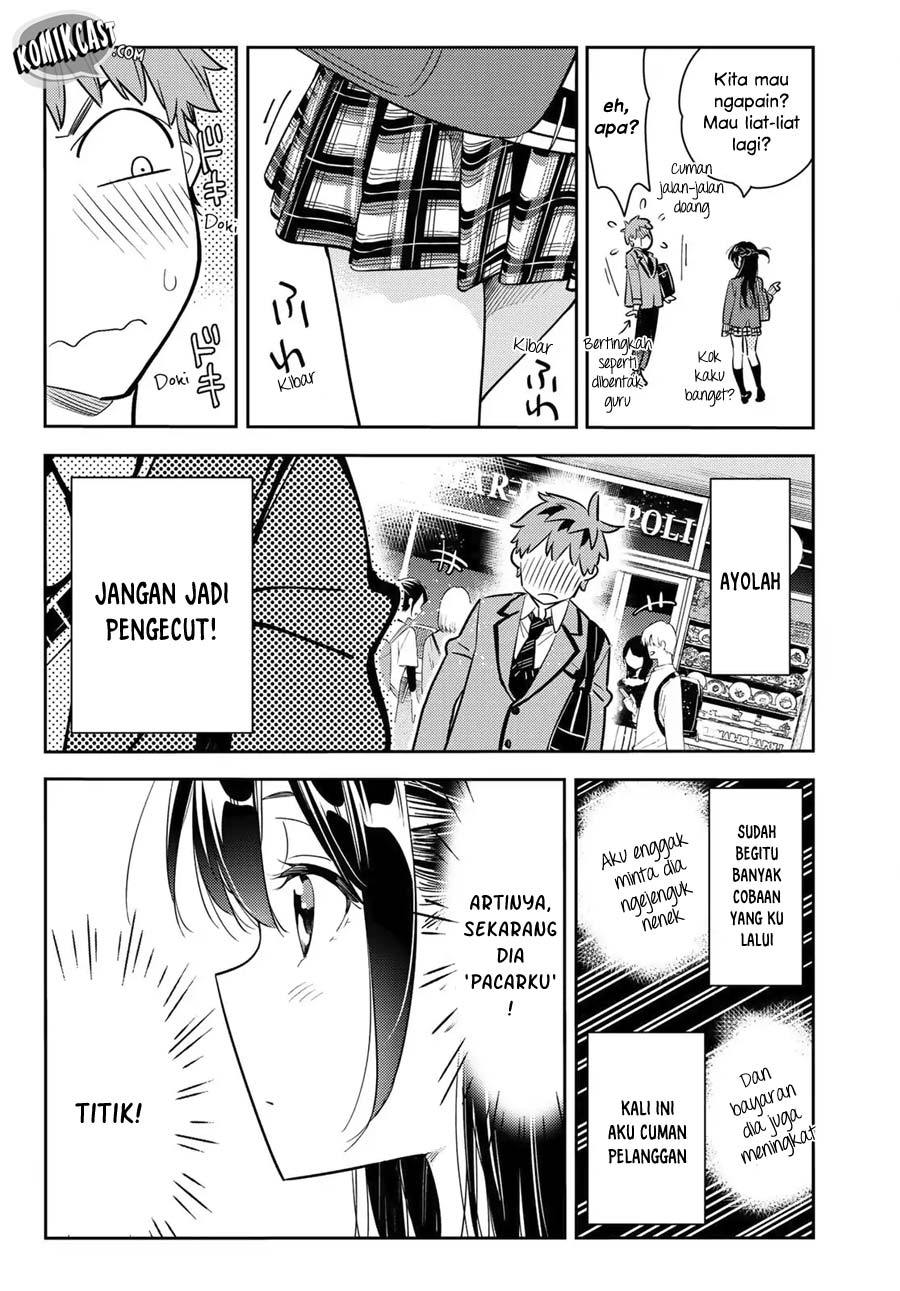 KOMIKCAST
.COM
Kita mau
ngapain?
Mau liat-liat
lagi?
Cuman
jalan-jalan
doang
eh,
apa?
Bertingkah
seperti
dibentak
guru
Kok
kaku
banget?
ふわ
Kibar
ふわ
Kibar
ドキ
Doki
ドキ
Doki
AYOLAH
POLI
JANGAN JADI
PENGECUT!
SUDAH
BEGITU
BANYAK
COBAAN
YANG KU
LALUI
Aku enggak
minta dia
ngejenguk
nenek
Dan
bayaran
dia juga
meningkat
KALI INI
AKU CUMAN
PELANGGAN
ARTINYA,
SEKARANG
DIA
'PACARKU'
!
TITIK!